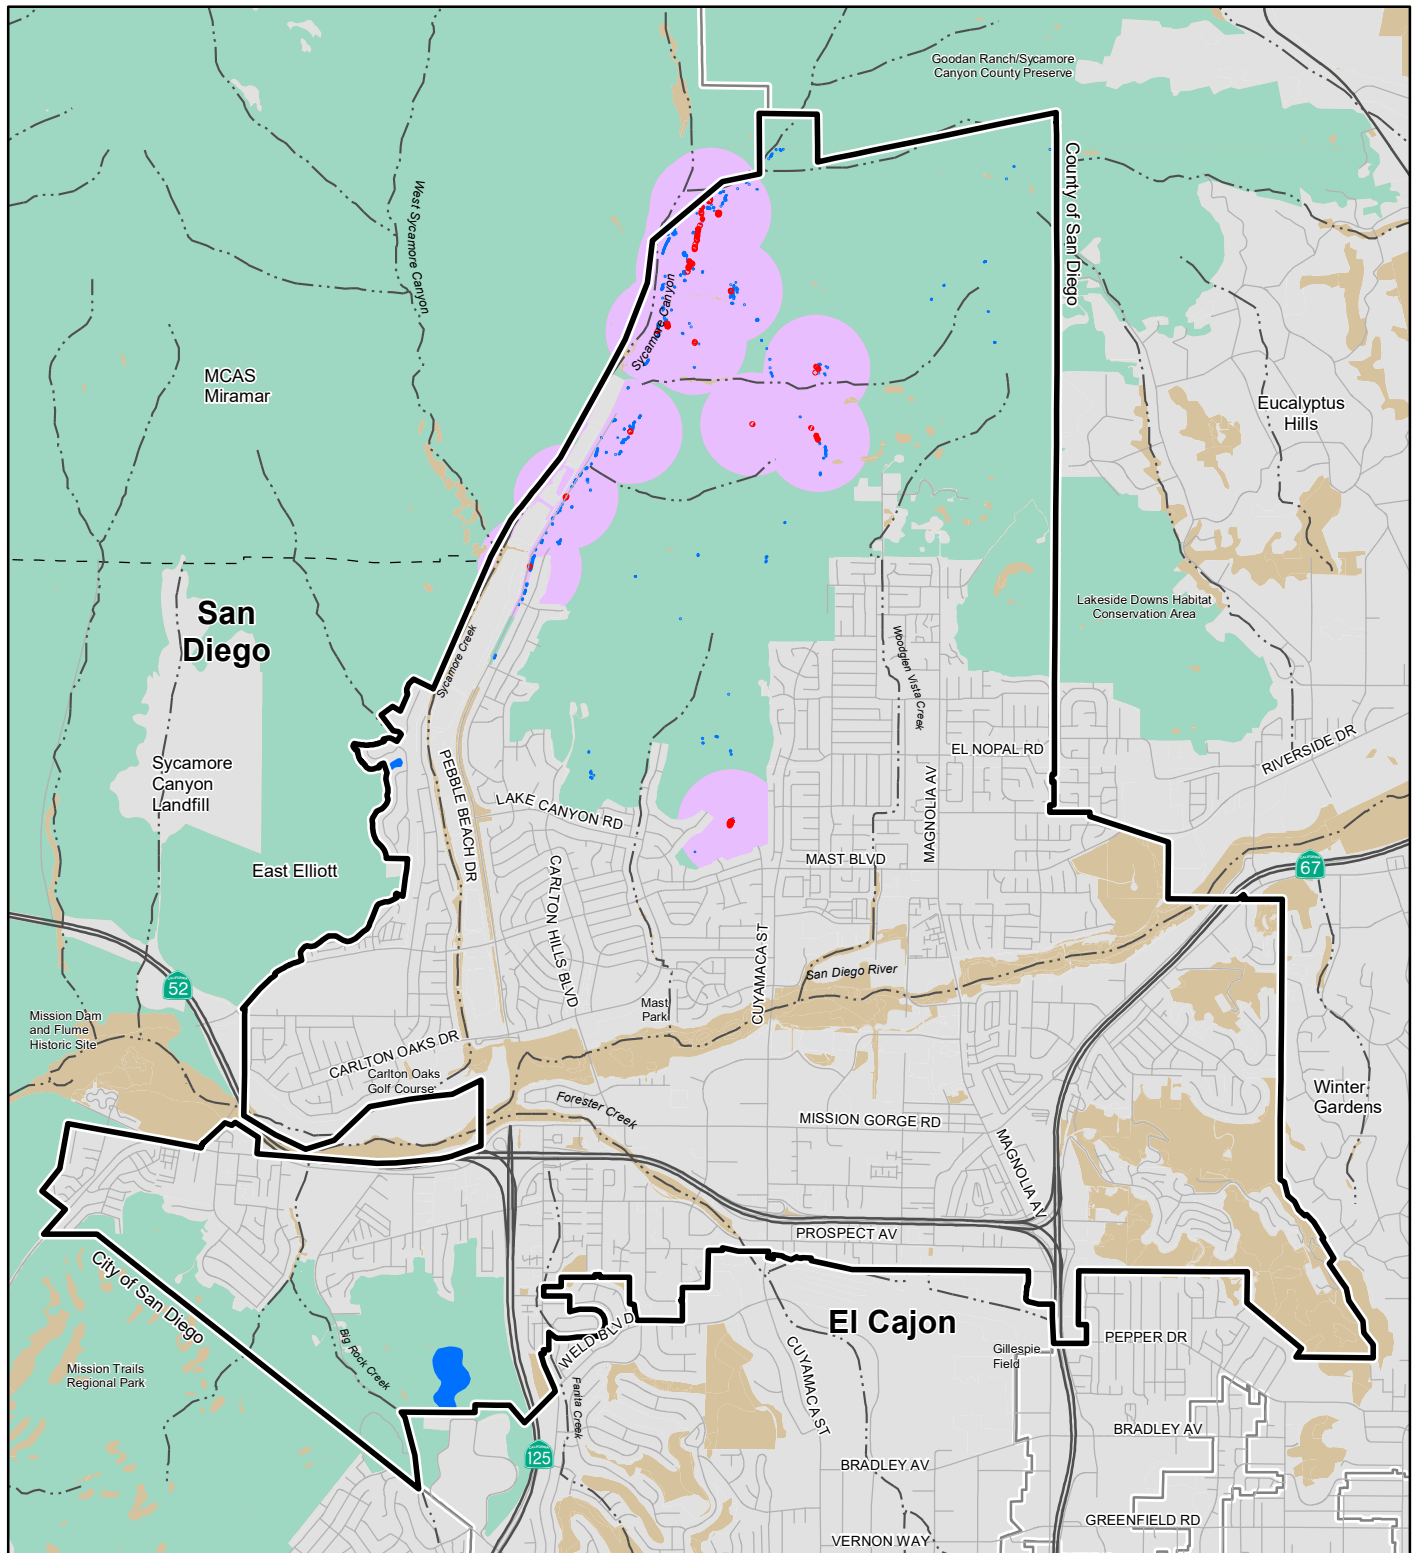 Goodan Ranch/Sycamore
Canyon County Preserve
County of San Diego
West Sycamore Canyon
Sycamore Canyon
MCAS
Miramar
Eucalyptus
Hills
San
Diego
Lakeside Downs Habitat
Conservation Area
Sycamore Creek
Woodglen Vista Creek
Sycamore
Canyon
Landfill
PEBBLE BEACH DR
EL NOPAL RD
RIVERSIDE DR
MAGNOLIA AV
LAKE CANYON RD
East Elliott
CARLTON HILLS BLVD
MAST BLVD
CALIFORNIA
67
CUYAMACA ST
San Diego River
CALIFORNIA
52
Mast
Park
Mission Dam
and Flume
Historic Site
CARLTON OAKS DR
Carlton Oaks
Golf Course
Forester Creek
MISSION GORGE RD
Winter
Gardens
MAGNOLIA AV
PROSPECT AV
City of San Diego
El Cajon
WELD BLVD
CUYAMACA ST
Gillespie
Field
PEPPER DR
Mission Trails
Regional Park
Big Rock Creek
Fanita Creek
BRADLEY AV
CALIFORNIA
125
BRADLEY AV
GREENFIELD RD
VERNON WAY